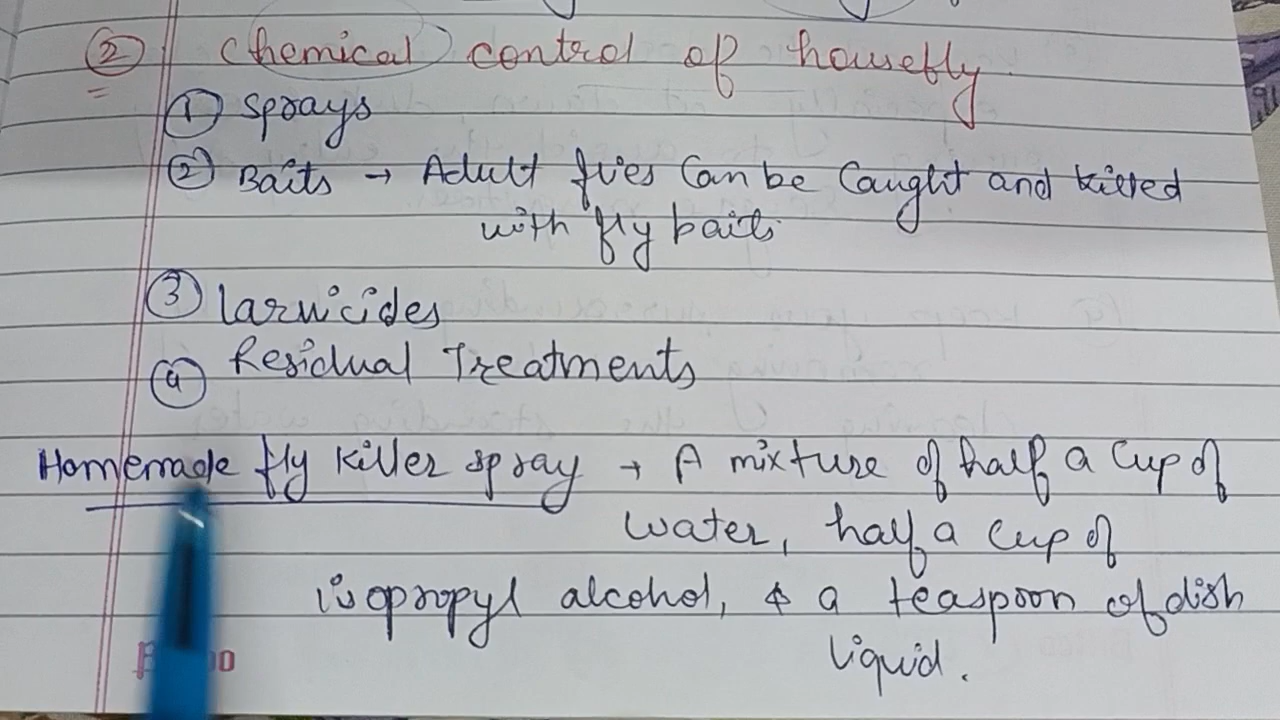 ② Chemical control of housefly
① Sprays
② Baits → Adult flies Can be Caught and killed
with fly baits
③ larvicides
④ Residual Treatments
Homemade fly killer spray → A mixture of half a Cup of
water, half a Cup of
isopropyl alcohol, & a teaspoon of dish
liquid.